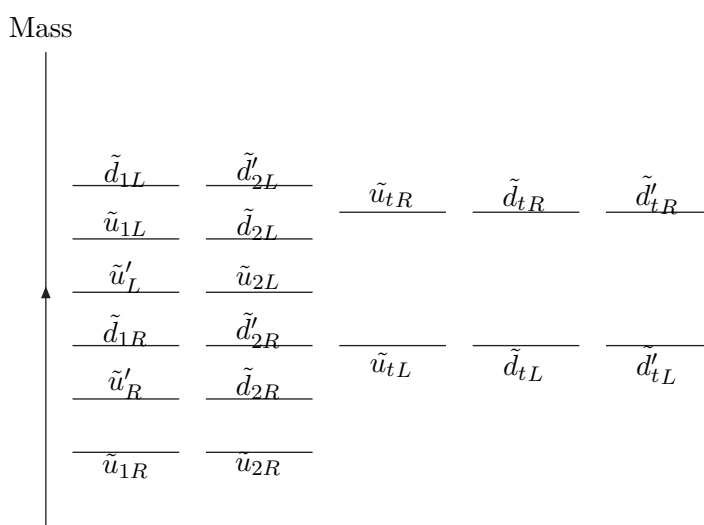 Mass
d̃₁L d̃′₂L
ũtR d̃tR d̃′tR
ũ₁L d̃₂L
ũ′L ũ₂L
d̃₁R d̃′₂R
ũtL d̃tL d̃′tL
ũ′R d̃₂R
ũ₁R ũ₂R